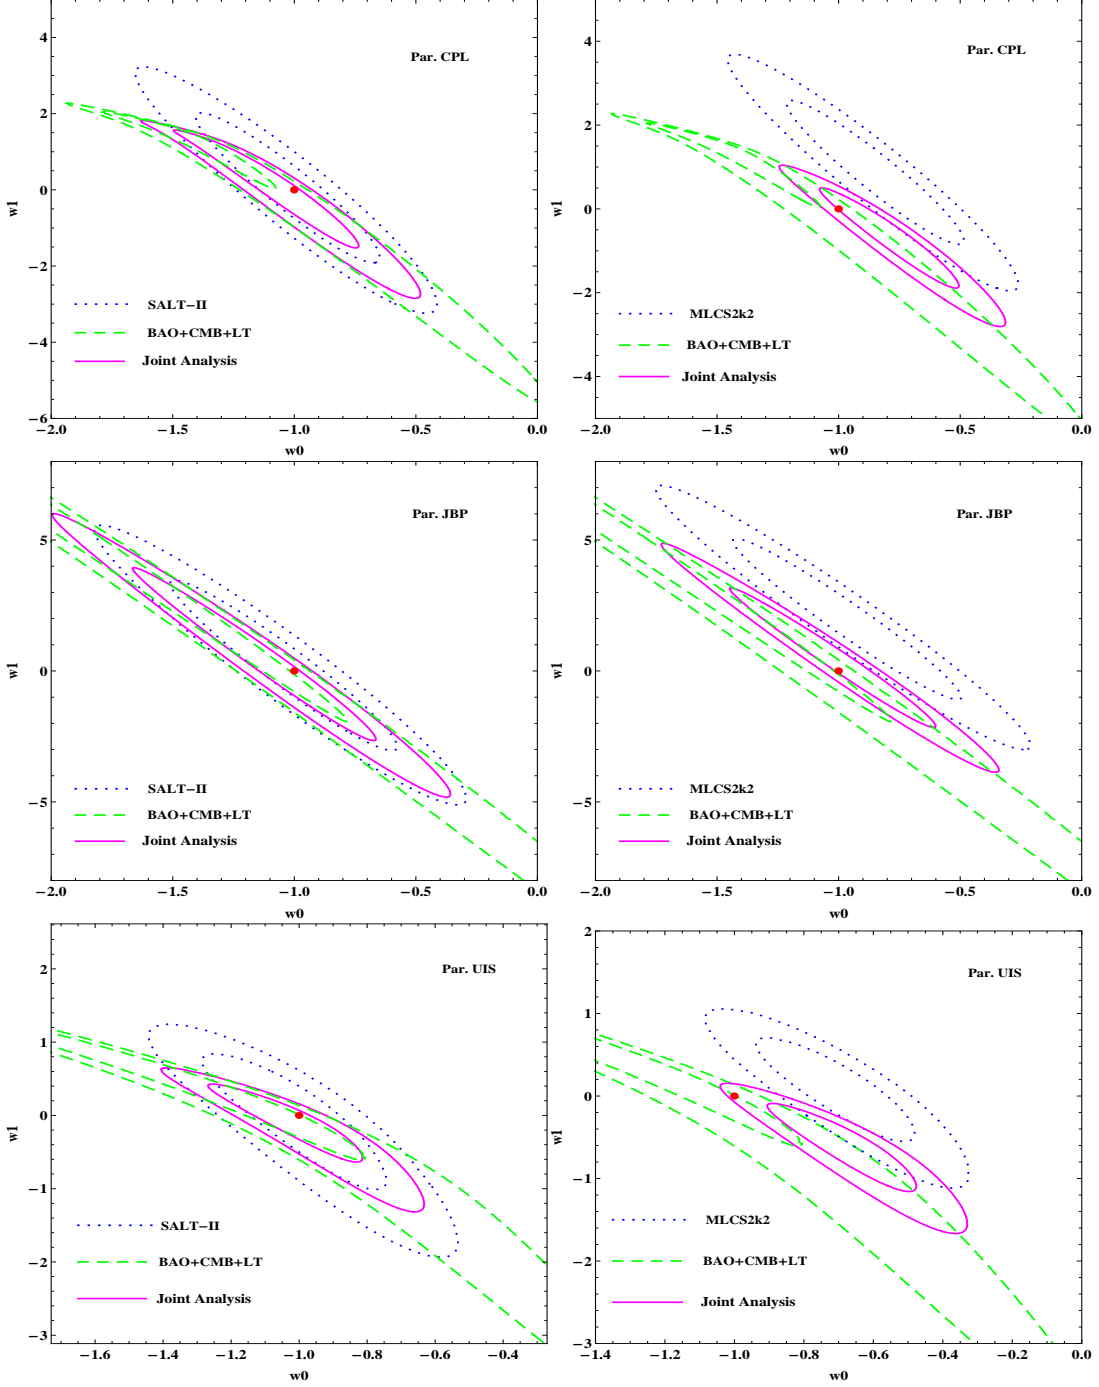 Par. CPL
w1
4
2
0
−2
−4
−6
SALT−II
BAO+CMB+LT
Joint Analysis
−2.0 −1.5 −1.0 −0.5 0.0
w0
Par. CPL
w1
4
2
0
−2
−4
MLCS2k2
BAO+CMB+LT
Joint Analysis
−2.0 −1.5 −1.0 −0.5 0.0
w0
Par. JBP
w1
5
0
−5
SALT−II
BAO+CMB+LT
Joint Analysis
−2.0 −1.5 −1.0 −0.5 0.0
w0
Par. JBP
w1
5
0
−5
MLCS2k2
BAO+CMB+LT
Joint Analysis
−2.0 −1.5 −1.0 −0.5 0.0
w0
Par. UIS
w1
2
1
0
−1
−2
−3
SALT−II
BAO+CMB+LT
Joint Analysis
−1.6 −1.4 −1.2 −1.0 −0.8 −0.6 −0.4
w0
Par. UIS
w1
2
1
0
−1
−2
−3
MLCS2k2
BAO+CMB+LT
Joint Analysis
−1.4 −1.2 −1.0 −0.8 −0.6 −0.4 −0.2 0.0
w0